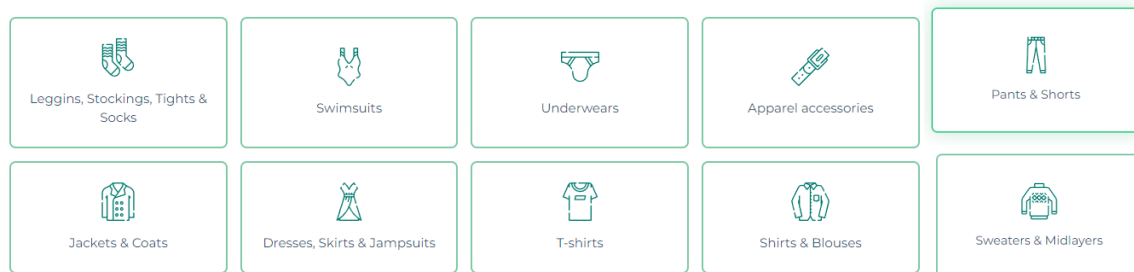 Leggins, Stockings, Tights &
Socks
Swimsuits
Underwears
Apparel accessories
Pants & Shorts
Jackets & Coats
Dresses, Skirts & Jampsuits
T-shirts
Shirts & Blouses
Sweaters & Midlayers